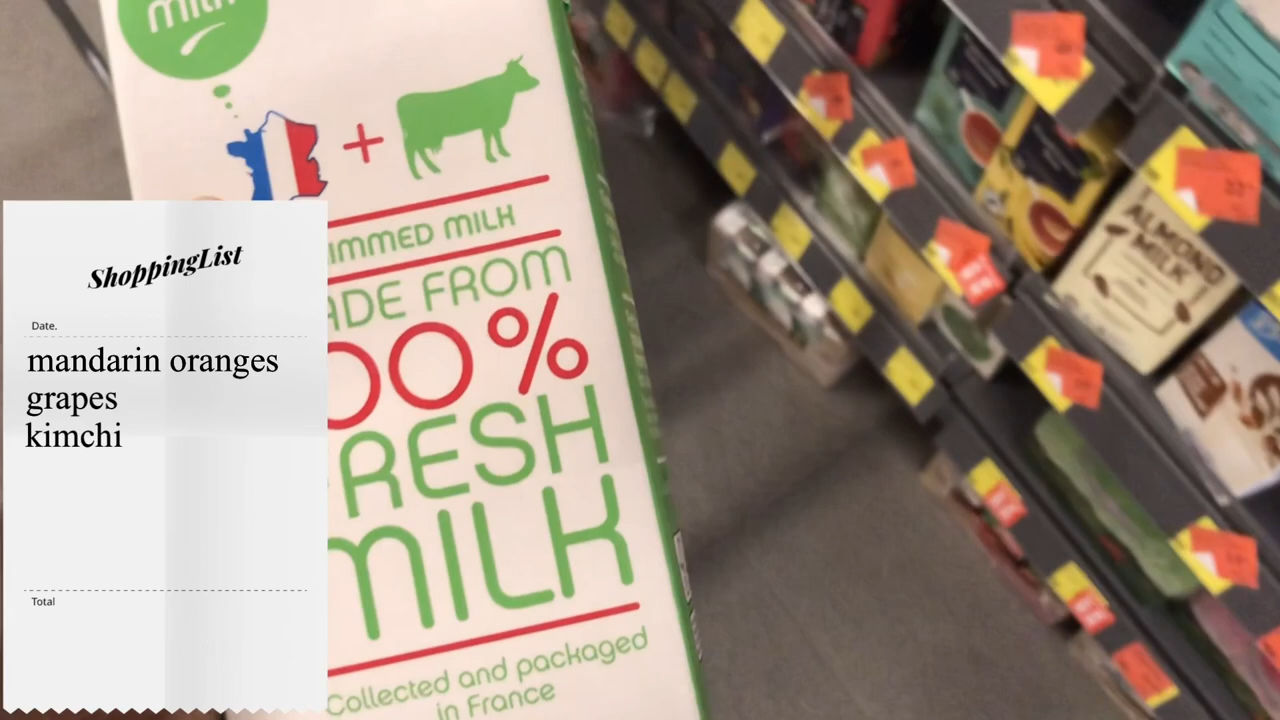 milk
+
IMMED MILK
ADE FROM
00%
RESH
MILK
Collected and packaged
in France
ShoppingList
Date.
mandarin oranges
grapes
kimchi
Total
ALMOND
MILK